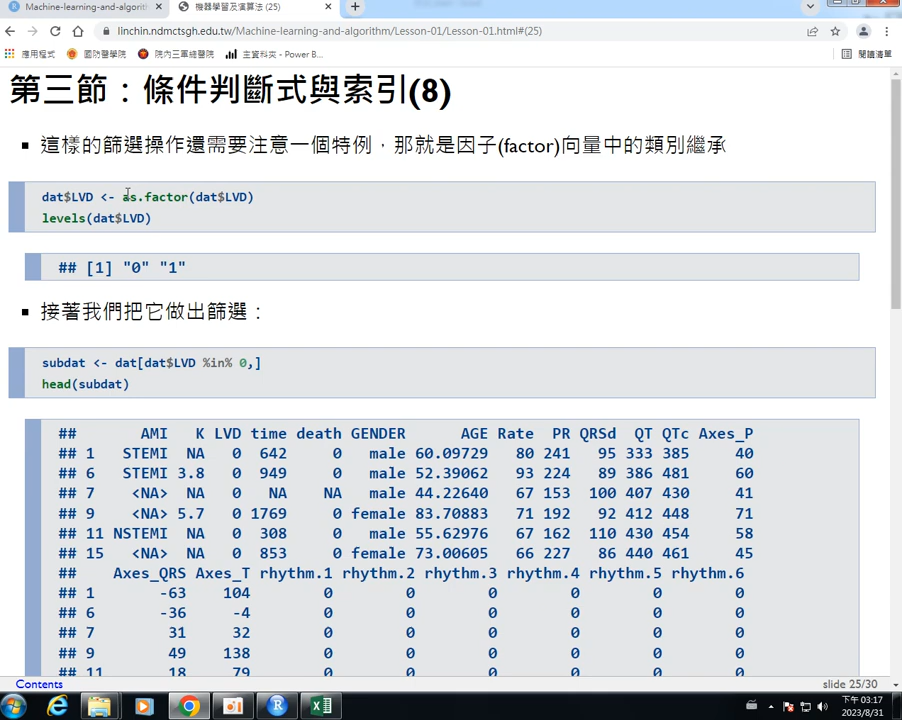 Machine-learning-and-algorith
機器學習及演算法 (25)
linchin.ndmctsgh.edu.tw/Machine-learning-and-algorithm/Lesson-01/Lesson-01.html#(25)
應用程式
國防醫學院
院內三軍總醫院
主資料夾 - Power B...
閱讀清單
第三節：條件判斷式與索引(8)
這樣的篩選操作還需要注意一個特例，那就是因子(factor)向量中的類別繼承
dat$LVD <- as.factor(dat$LVD)
levels(dat$LVD)
## [1] "0" "1"
接著我們把它做出篩選：
subdat <- dat[dat$LVD %in% 0,]
head(subdat)
## AMI K LVD time death GENDER AGE Rate PR QRSd QT QTc Axes_P
## 1 STEMI NA 0 642 0 male 60.09729 80 241 95 333 385 40
## 6 STEMI 3.8 0 949 0 male 52.39062 93 224 89 386 481 60
## 7 <NA> NA 0 NA NA male 44.22640 67 153 100 407 430 41
## 9 <NA> 5.7 0 1769 0 female 83.70883 71 192 92 412 448 71
## 11 NSTEMI NA 0 308 0 male 55.62976 67 162 110 430 454 58
## 15 <NA> NA 0 853 0 female 73.00605 66 227 86 440 461 45
## Axes_QRS Axes_T rhythm.1 rhythm.2 rhythm.3 rhythm.4 rhythm.5 rhythm.6
## 1 -63 104 0 0 0 0 0 0
## 6 -36 -4 0 0 0 0 0 0
## 7 31 32 0 0 0 0 0 0
## 9 49 138 0 0 0 0 0 0
## 11 18 79 0 0 0 0 0 0
Contents
slide 25/30
下午 03:17
2023/8/31